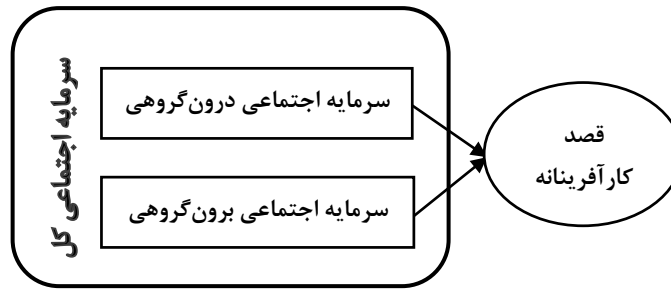 سرمایه اجتماعی کل
سرمایه اجتماعی درون‌گروهی
سرمایه اجتماعی برون‌گروهی
قصد
کارآفرینانه